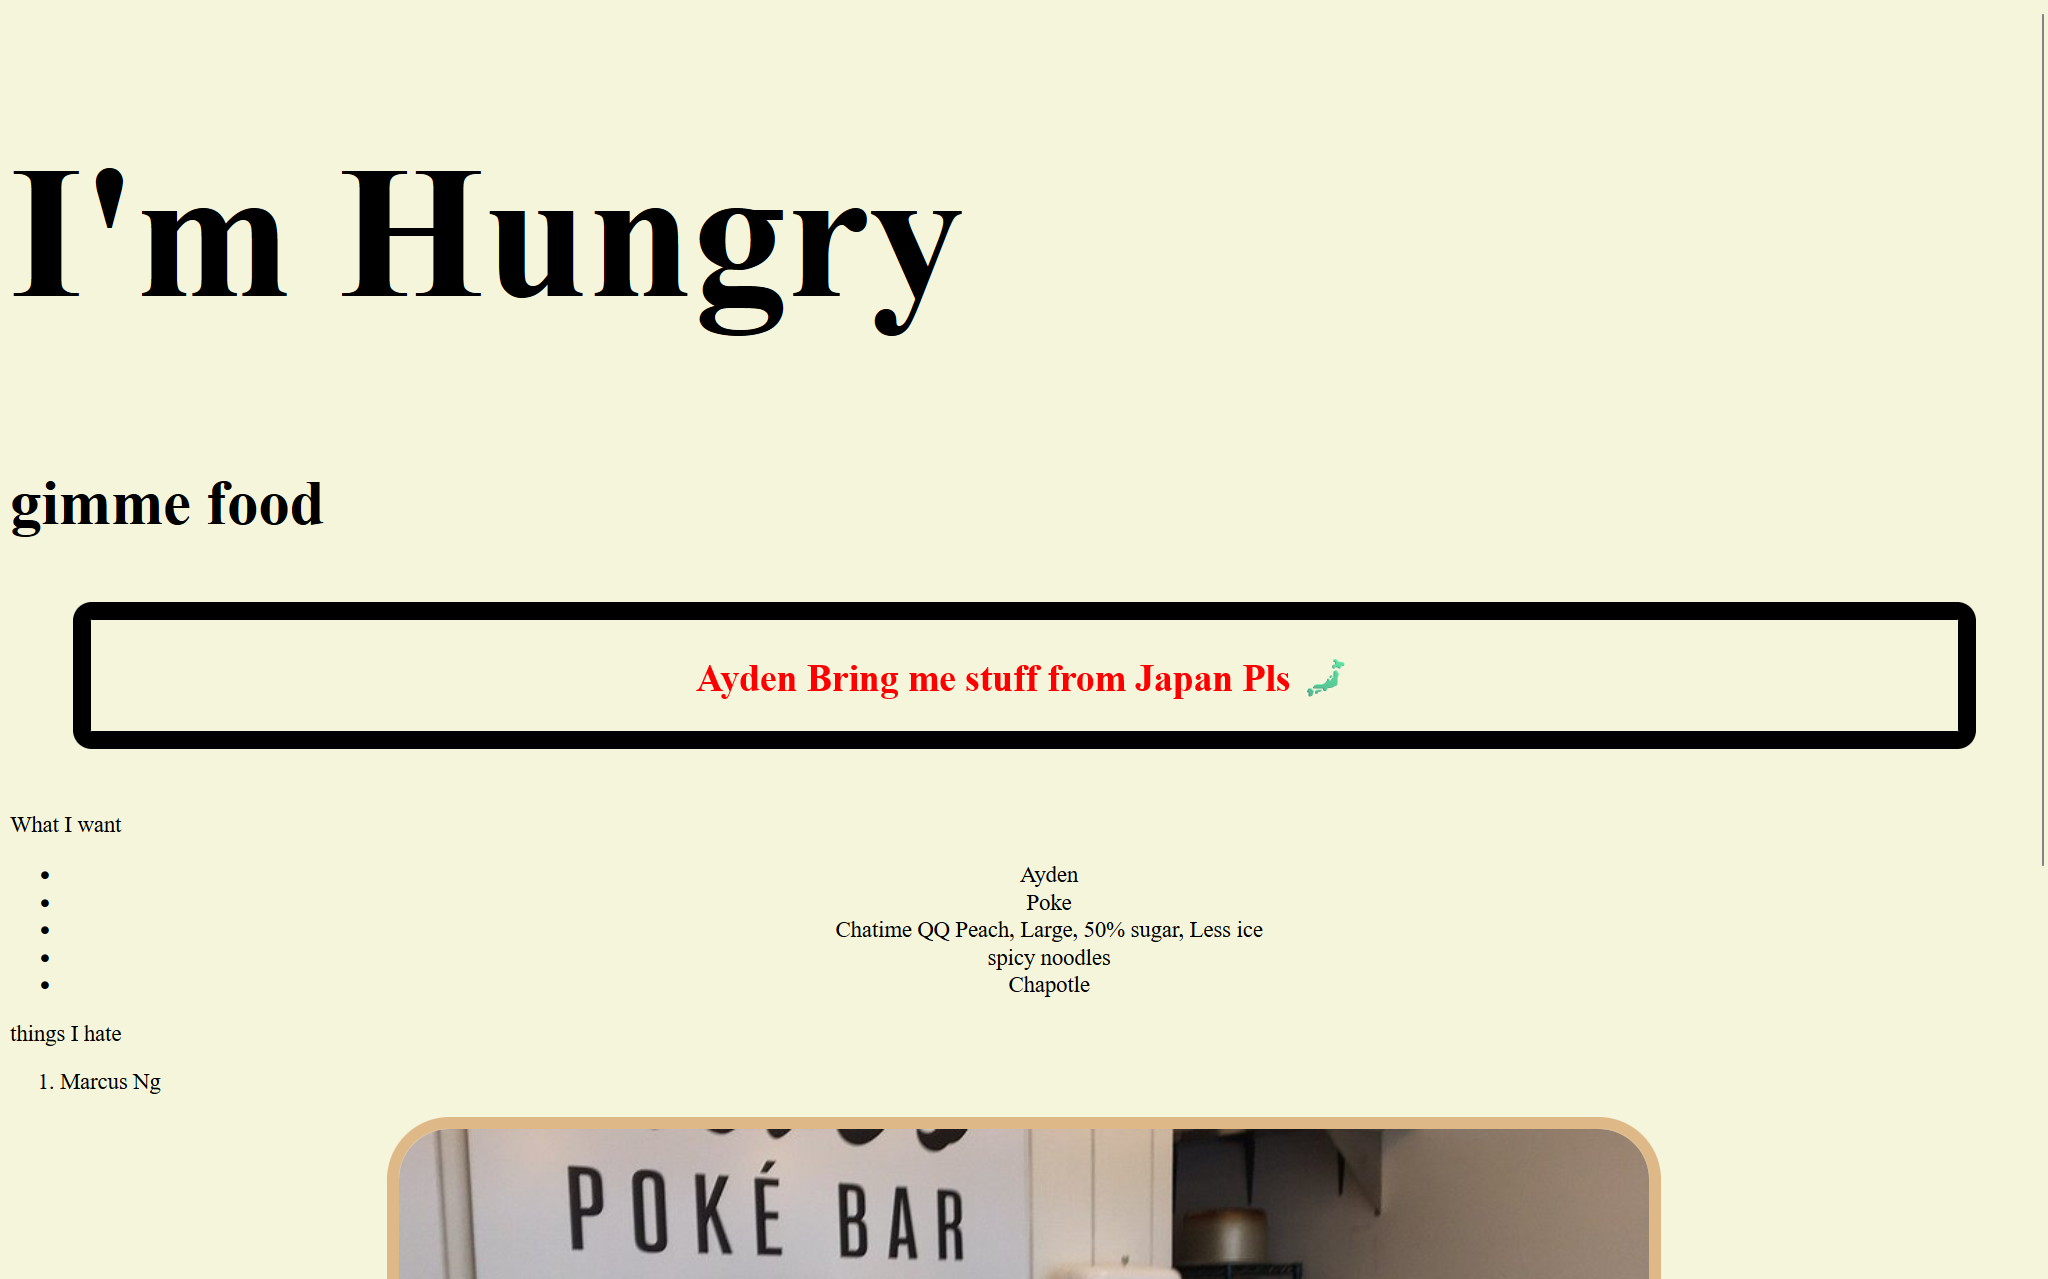 I'm Hungry
gimme food
Ayden Bring me stuff from Japan Pls 🗾
What I want
• Ayden
• Poke
• Chatime QQ Peach, Large, 50% sugar, Less ice
• spicy noodles
• Chapotle
things I hate
1. Marcus Ng
POKÉ BAR